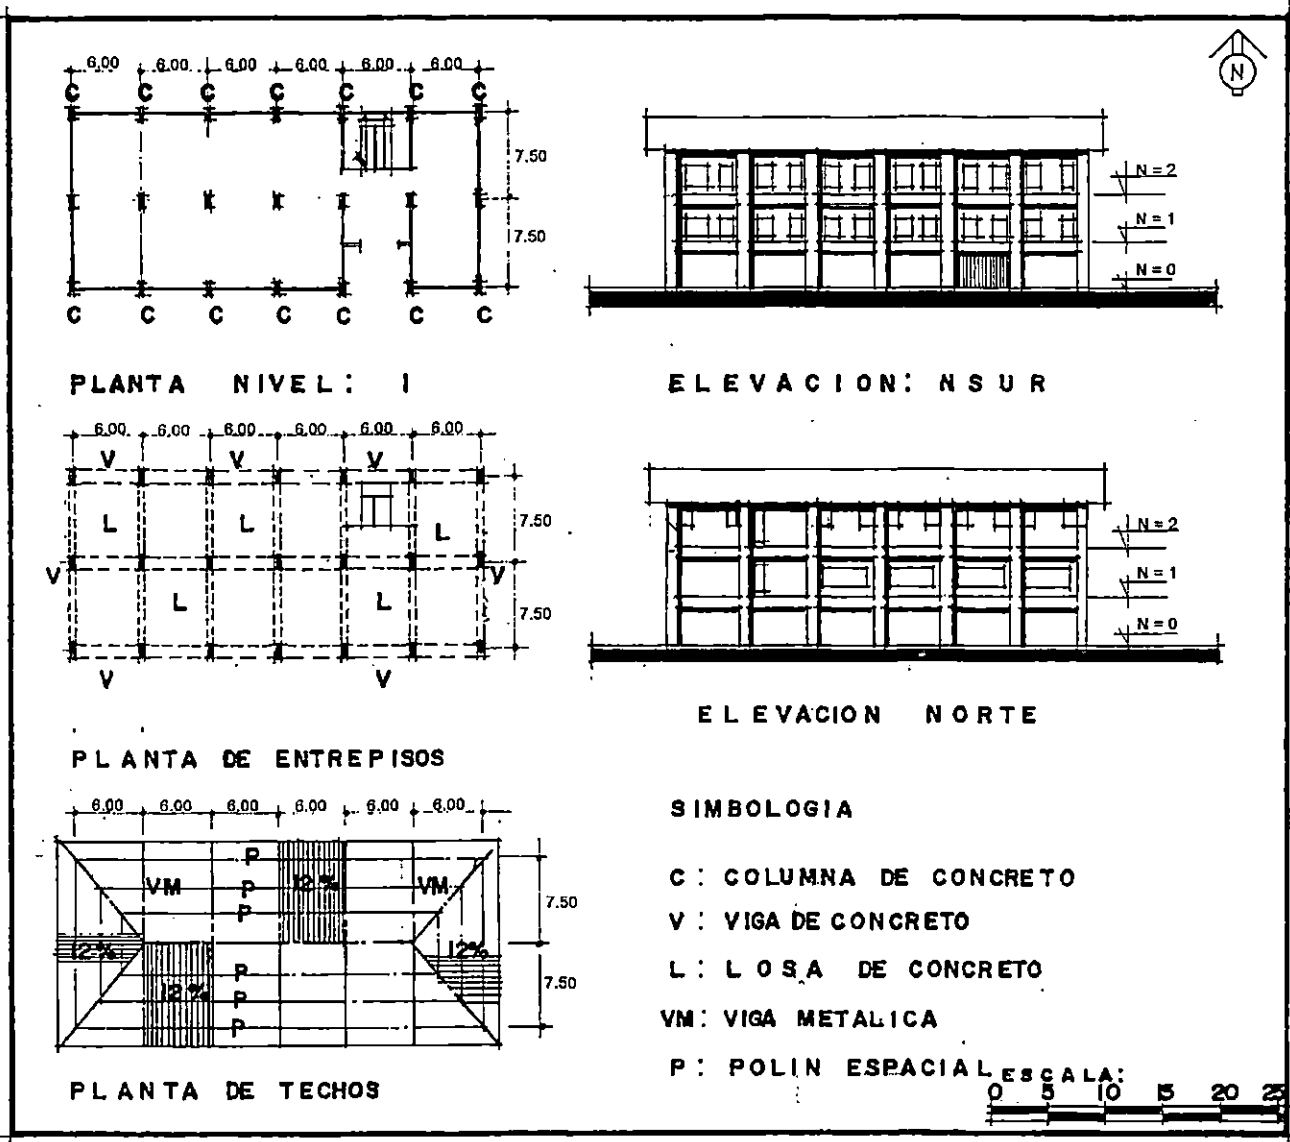 6.00 6.00 6.00 6.00 6.00 6.00
C C C C C C C
7.50
7.50
C C C C C C C
PLANTA NIVEL: 1
N
N=2
N=1
N=0
ELEVACION: NSUR
6.00 6.00 6.00 6.00 6.00 6.00
V V V
L L L
7.50
V V
L L
7.50
V V
PLANTA DE ENTREPISOS
N=2
N=1
N=0
ELEVACION NORTE
6.00 6.00 6.00 6.00 6.00 6.00
P
VM P 12% VM
P
7.50
12% 12%
P
12% P
P
7.50
PLANTA DE TECHOS
SIMBOLOGIA
C: COLUMNA DE CONCRETO
V: VIGA DE CONCRETO
L: LOSA DE CONCRETO
VM: VIGA METALICA
P: POLIN ESPACIAL
ESCALA:
0 5 10 15 20 25